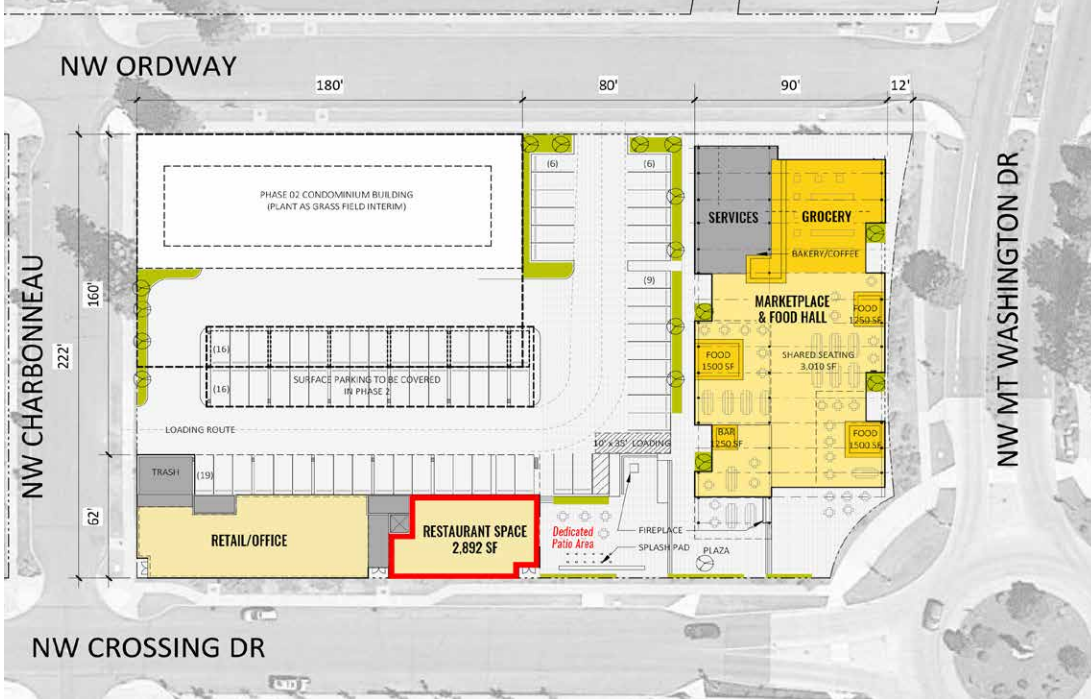 NW ORDWAY
180'
80'
90'
12'
(6)
(6)
PHASE 02 CONDOMINIUM BUILDING
(PLANT AS GRASS FIELD INTERIM)
SERVICES
GROCERY
BAKERY/COFFEE
NW CHARBONNEAU
160'
222'
62'
(9)
MARKETPLACE
& FOOD HALL
FOOD
1250 SF
NW MT WASHINGTON DR
(16)
FOOD
1500 SF
SHARED SEATING
3,010 SF
(16)
SURFACE PARKING TO BE COVERED
IN PHASE 2
LOADING ROUTE
10' x 35' LOADING
BAR
1250 SF
FOOD
1500 SF
TRASH
(19)
RETAIL/OFFICE
RESTAURANT SPACE
2,892 SF
Dedicated
Patio Area
FIREPLACE
SPLASH PAD
PLAZA
NW CROSSING DR